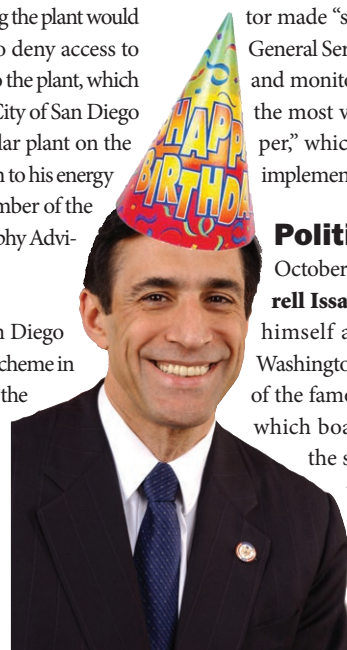 g the plant would
o deny access to
o the plant, which
City of San Diego
lar plant on the
n to his energy
mber of the
phy Advi-
n Diego
cheme in
the
HAPP
BIRTHDA
tor made “s
General Ser
and monito
the most v
per,” whic
implemen
Politi
October
rell Issa
himself a
Washingto
of the famo
which boa
the s